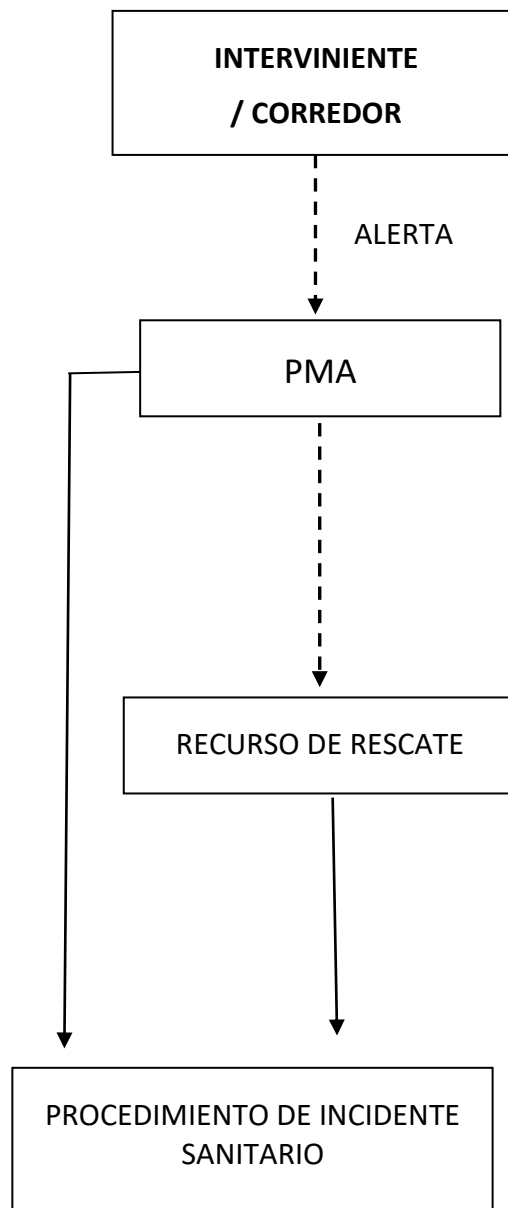 INTERVINIENTE
/ CORREDOR
ALERTA
PMA
RECURSO DE RESCATE
PROCEDIMIENTO DE INCIDENTE
SANITARIO